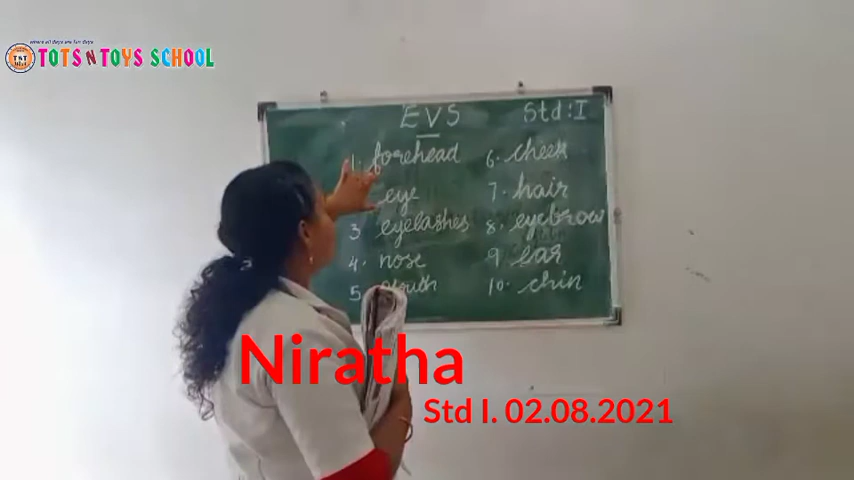 TOTS N TOYS SCHOOL
EVS
Std:I
1. forehead
eye
3 eyelashes
4. nose
5 mouth
6. cheek
7. hair
8. eyebrow
9 ear
10. chin
Niratha
Std I. 02.08.2021